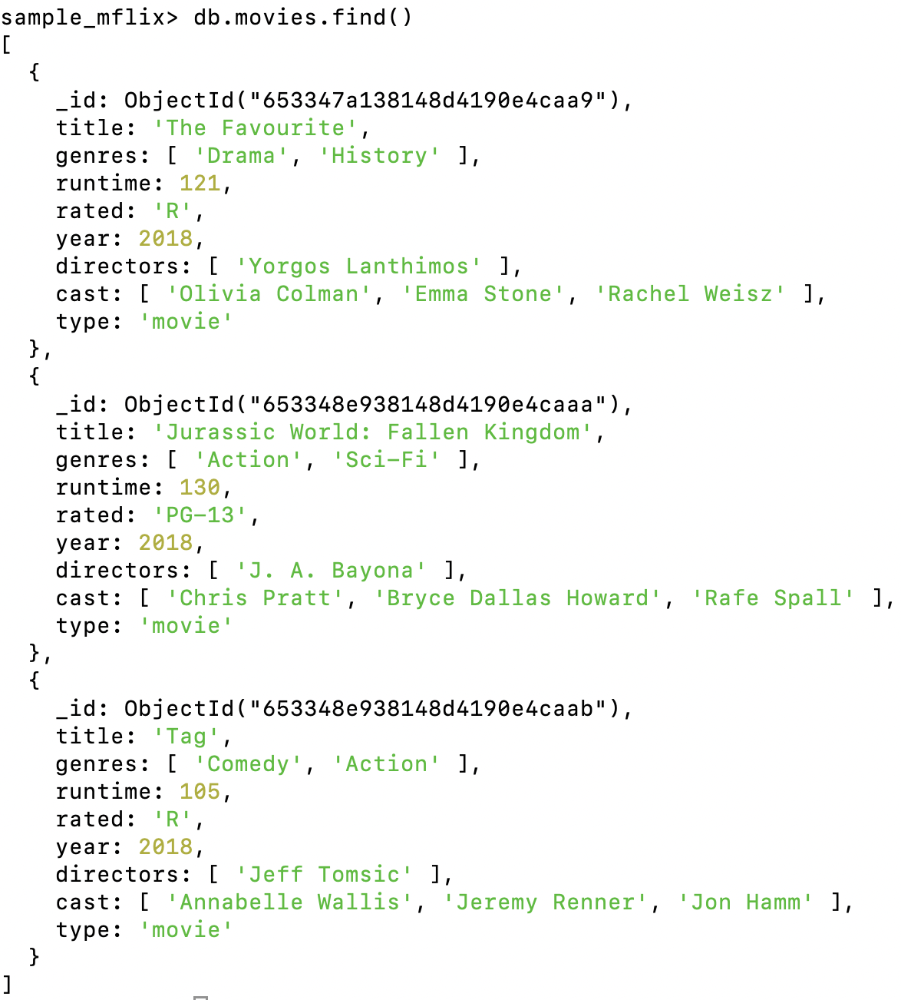 sample_mflix> db.movies.find()
[
  {
    _id: ObjectId("653347a138148d4190e4caa9"),
    title: 'The Favourite',
    genres: [ 'Drama', 'History' ],
    runtime: 121,
    rated: 'R',
    year: 2018,
    directors: [ 'Yorgos Lanthimos' ],
    cast: [ 'Olivia Colman', 'Emma Stone', 'Rachel Weisz' ],
    type: 'movie'
  },
  {
    _id: ObjectId("653348e938148d4190e4caaa"),
    title: 'Jurassic World: Fallen Kingdom',
    genres: [ 'Action', 'Sci-Fi' ],
    runtime: 130,
    rated: 'PG-13',
    year: 2018,
    directors: [ 'J. A. Bayona' ],
    cast: [ 'Chris Pratt', 'Bryce Dallas Howard', 'Rafe Spall' ],
    type: 'movie'
  },
  {
    _id: ObjectId("653348e938148d4190e4caab"),
    title: 'Tag',
    genres: [ 'Comedy', 'Action' ],
    runtime: 105,
    rated: 'R',
    year: 2018,
    directors: [ 'Jeff Tomsic' ],
    cast: [ 'Annabelle Wallis', 'Jeremy Renner', 'Jon Hamm' ],
    type: 'movie'
  }
]